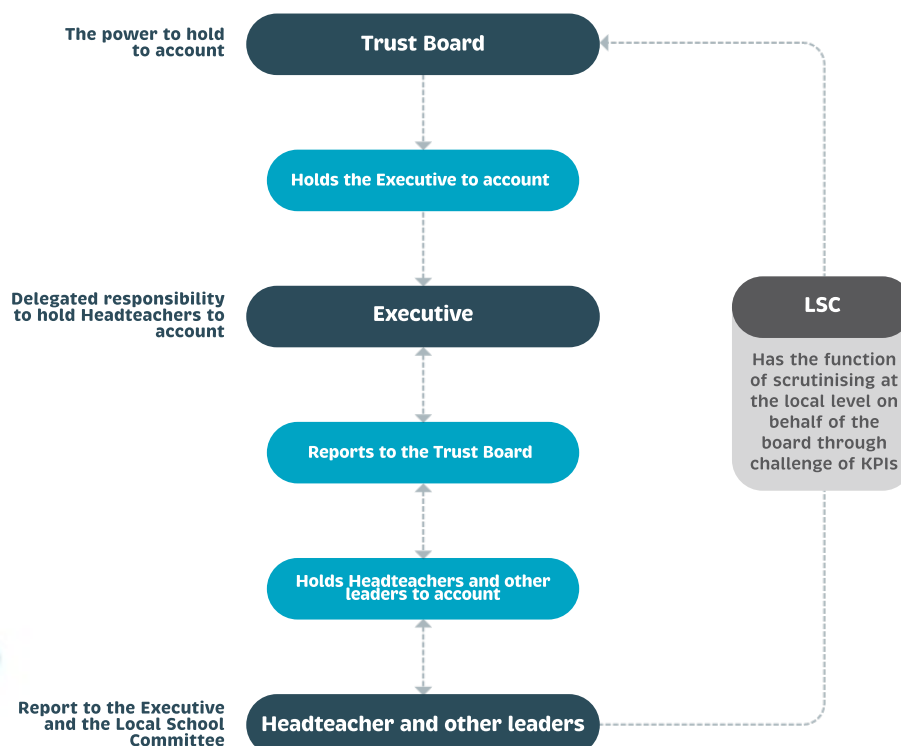 The power to hold
to account
Trust Board
Holds the Executive to account
Delegated responsibility
to hold Headteachers to
account
Executive
LSC
Has the function
of scrutinising at
the local level on
behalf of the
board through
challenge of KPIs
Reports to the Trust Board
Holds Headteachers and other
leaders to account
Report to the Executive
and the Local School
Committee
Headteacher and other leaders